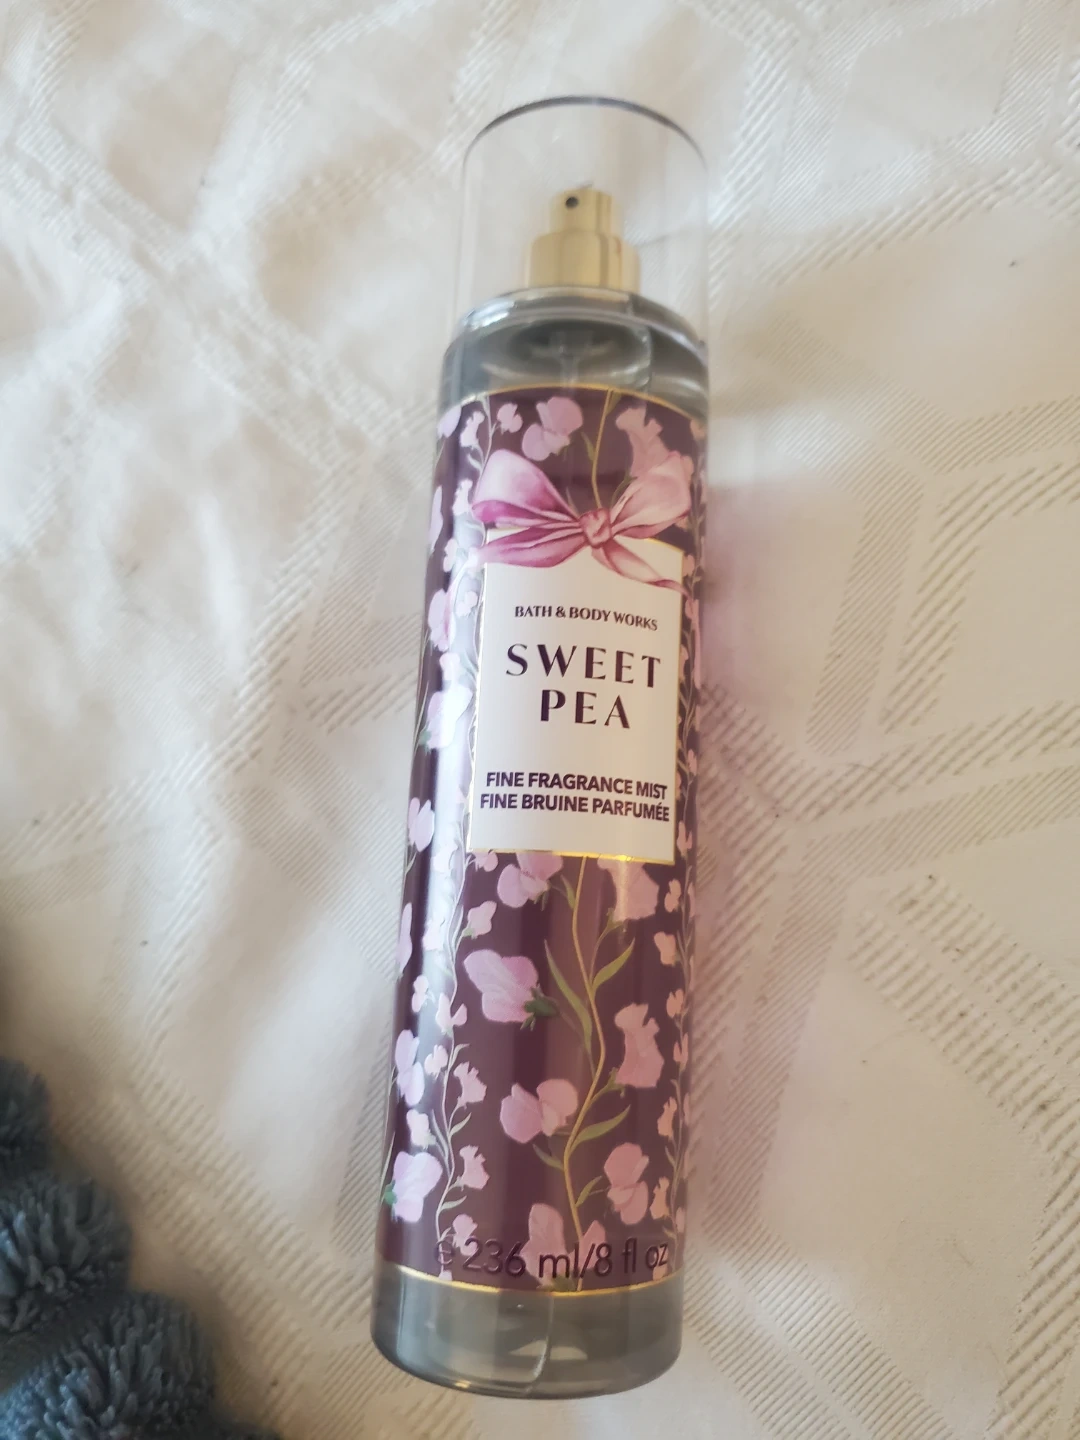 BATH & BODY WORKS
SWEET
PEA
FINE FRAGRANCE MIST
FINE BRUINE PARFUMÉE
℮ 236 ml/8 fl oz